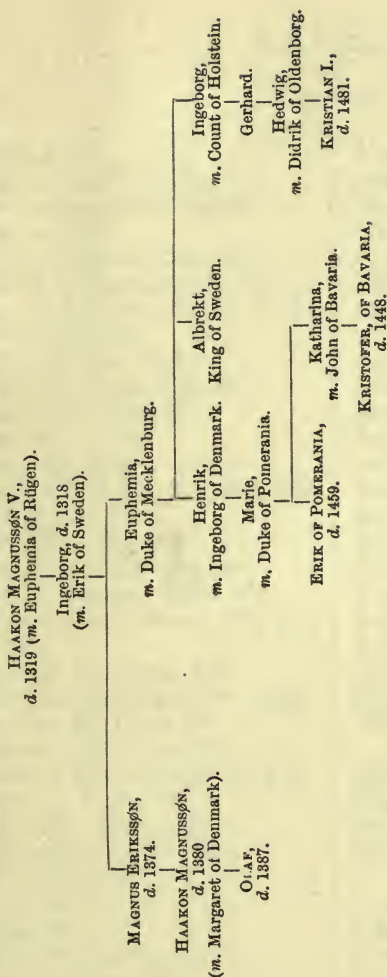 HAAKON MAGNUSSØN V.,
d. 1319 (m. Euphemia of Rügen).
Ingeborg, d. 1318
(m. Erik of Sweden).
MAGNUS ERIKSSØN,
d. 1374.
HAAKON MAGNUSSØN,
d. 1380
(m. Margaret of Denmark).
OLAF,
d. 1387.
Euphemia,
m. Duke of Mecklenburg.
Henrik,
m. Ingeborg of Denmark.
Marie,
m. Duke of Pomerania.
ERIK OF POMERANIA,
d. 1459.
Katharina,
m. John of Bavaria.
KRISTOFER, OF BAVARIA,
d. 1448.
Albrekt,
King of Sweden.
Ingeborg,
m. Count of Holstein.
Gerhard.
Hedwig,
m. Didrik of Oldenborg.
KRISTIAN I.,
d. 1481.